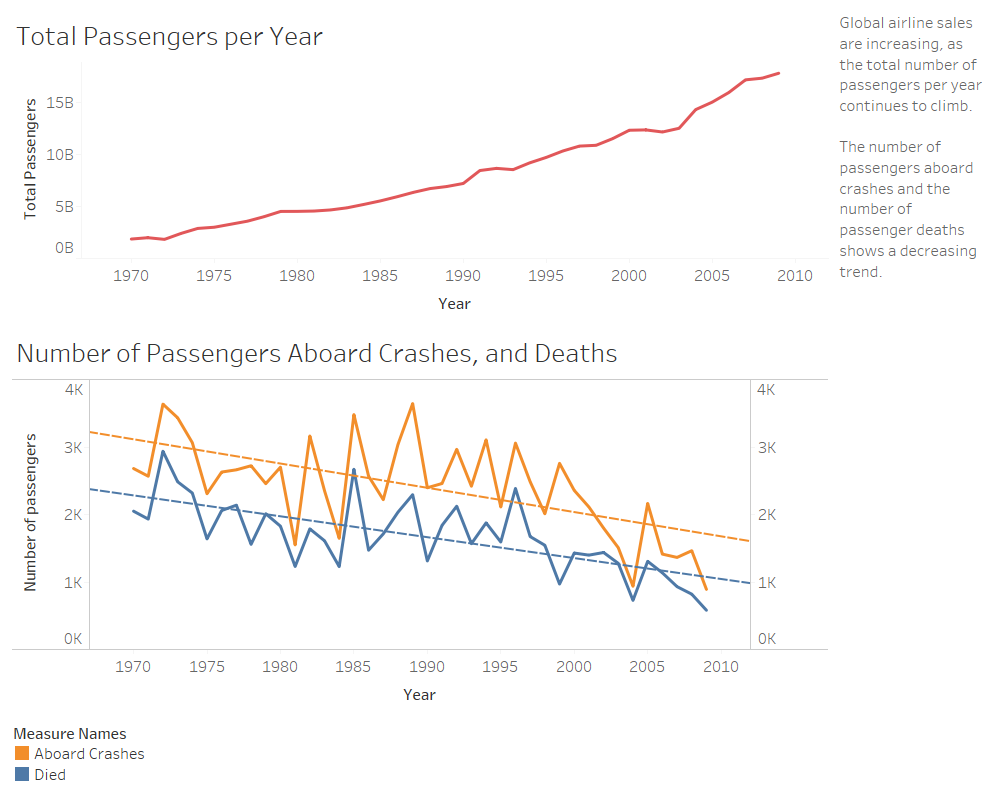 Total Passengers per Year
Global airline sales
are increasing, as
the total number of
passengers per year
continues to climb.
The number of
passengers aboard
crashes and the
number of
passenger deaths
shows a decreasing
trend.
Total Passengers
15B
10B
5B
0B
1970 1975 1980 1985 1990 1995 2000 2005 2010
Year
Number of Passengers Aboard Crashes, and Deaths
Number of passengers
4K 4K
3K 3K
2K 2K
1K 1K
0K 0K
1970 1975 1980 1985 1990 1995 2000 2005 2010
Year
Measure Names
Aboard Crashes
Died